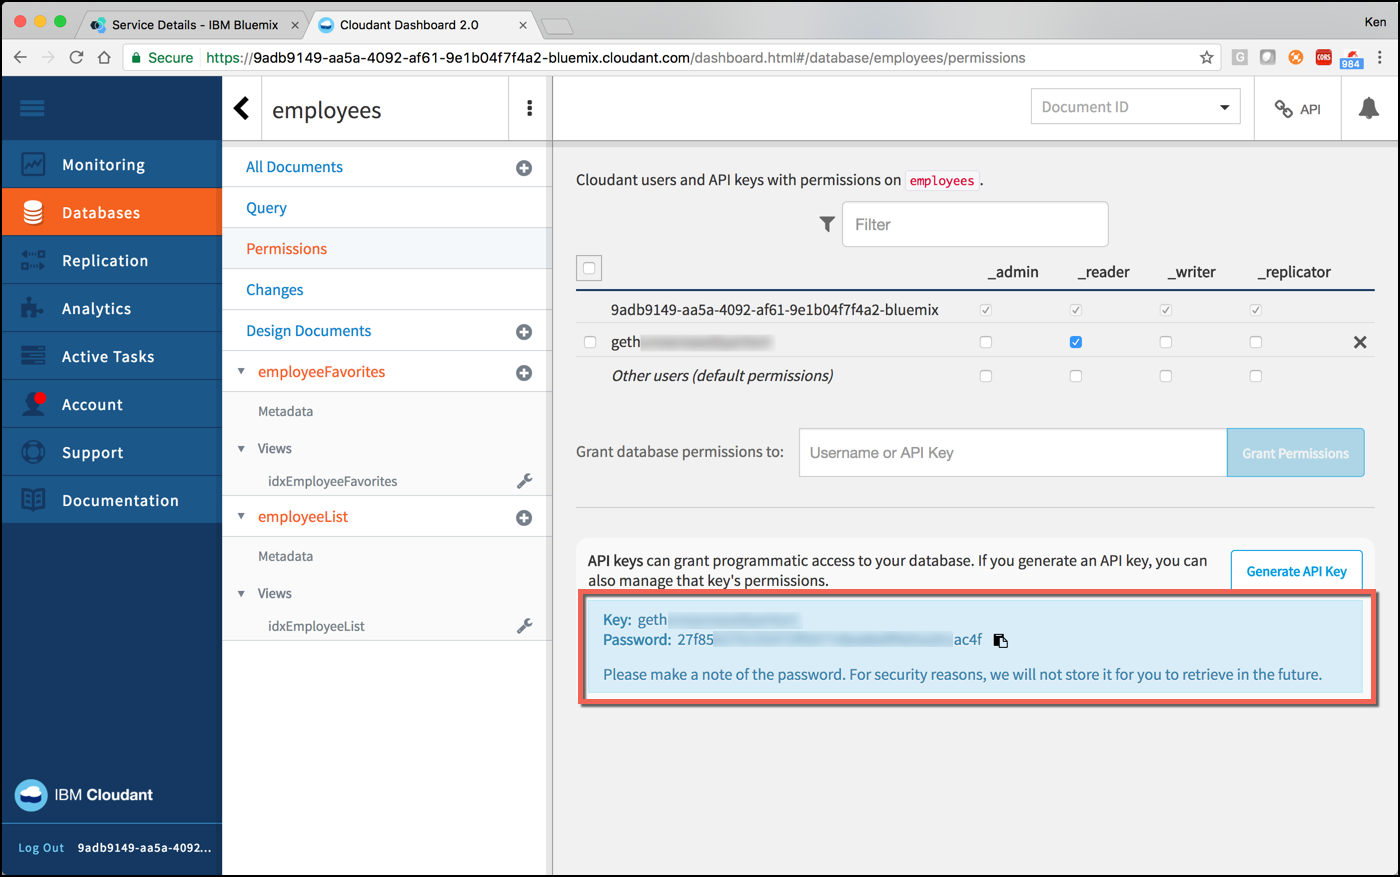 Service Details - IBM Bluemix
Cloudant Dashboard 2.0
Ken
Secure
https://9adb9149-aa5a-4092-af61-9e1b04f7f4a2-bluemix.cloudant.com/dashboard.html#/database/employees/permissions
G
CORS
984
employees
Document ID
API
Monitoring
Databases
Replication
Analytics
Active Tasks
Account
Support
Documentation
IBM Cloudant
Log Out 9adb9149-aa5a-4092...
All Documents
Query
Permissions
Changes
Design Documents
employeeFavorites
Metadata
Views
idxEmployeeFavorites
employeeList
Metadata
Views
idxEmployeeList
Cloudant users and API keys with permissions on employees .
Filter
_admin _reader _writer _replicator
9adb9149-aa5a-4092-af61-9e1b04f7f4a2-bluemix
geth
Other users (default permissions)
Grant database permissions to: Username or API Key Grant Permissions
API keys can grant programmatic access to your database. If you generate an API key, you can
also manage that key's permissions.
Generate API Key
Key: geth
Password: 27f85 ac4f
Please make a note of the password. For security reasons, we will not store it for you to retrieve in the future.